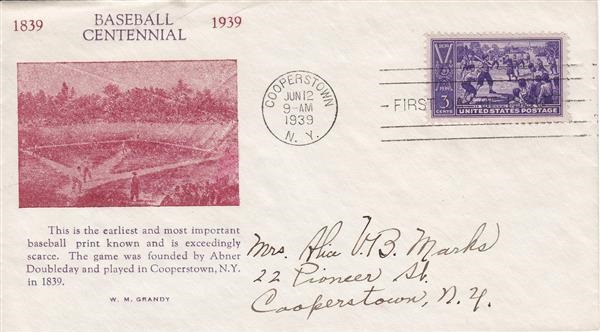 1839 BASEBALL 1939
CENTENNIAL
COOPERSTOWN
JUN 12
9-AM
1939
N. Y.
FIRST
3
CENTS
UNITED STATES POSTAGE
This is the earliest and most important
baseball print known and is exceedingly
scarce. The game was founded by Abner
Doubleday and played in Cooperstown, N.Y.
in 1839.
W. M. GRANDY
Mrs. Alice V.B. Marks
22 Pioneer St.
Cooperstown, N.Y.